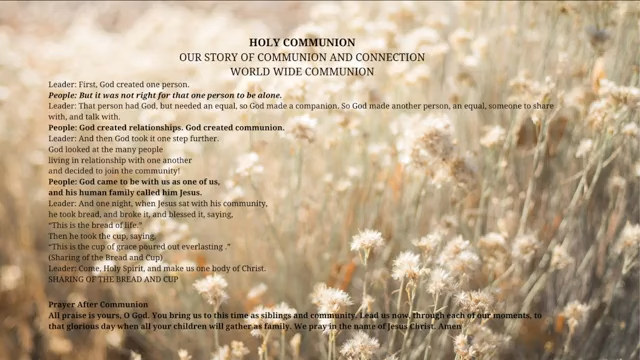 HOLY COMMUNION
OUR STORY OF COMMUNION AND CONNECTION
WORLD WIDE COMMUNION
Leader: First, God created one person.
People: But it was not right for that one person to be alone.
Leader: That person had God, but needed an equal, so God made a companion. So God made another person, an equal, someone to share
with, and talk with.
People: God created relationships. God created communion.
Leader: And then God took it one step further.
God looked at the many people
living in relationship with one another
and decided to join the community!
People: God came to be with us as one of us,
and his human family called him Jesus.
Leader: And one night, when Jesus sat with his community,
he took bread, and broke it, and blessed it, saying,
“This is the bread of life.”
Then he took the cup, saying,
“This is the cup of grace poured out everlasting .”
(Sharing of the Bread and Cup)
Leader: Come, Holy Spirit, and make us one body of Christ.
SHARING OF THE BREAD AND CUP
Prayer After Communion
All praise is yours, O God. You bring us to this time as siblings and community. Lead us now, through each of our moments, to
that glorious day when all your children will gather as family. We pray in the name of Jesus Christ. Amen